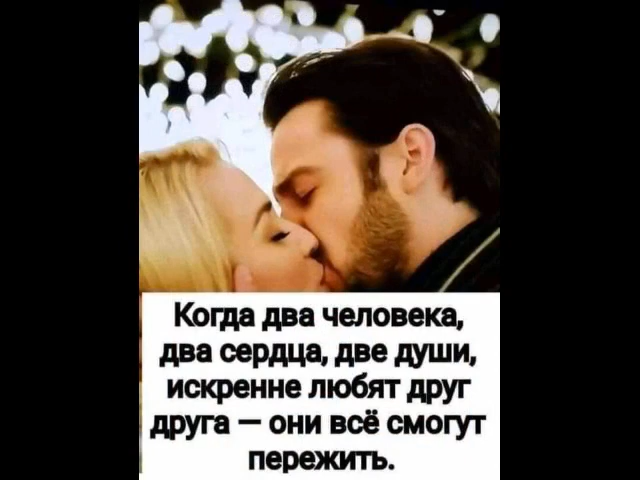 Когда два человека,
два сердца, две души,
искренне любят друг
друга — они всё смогут
пережить.